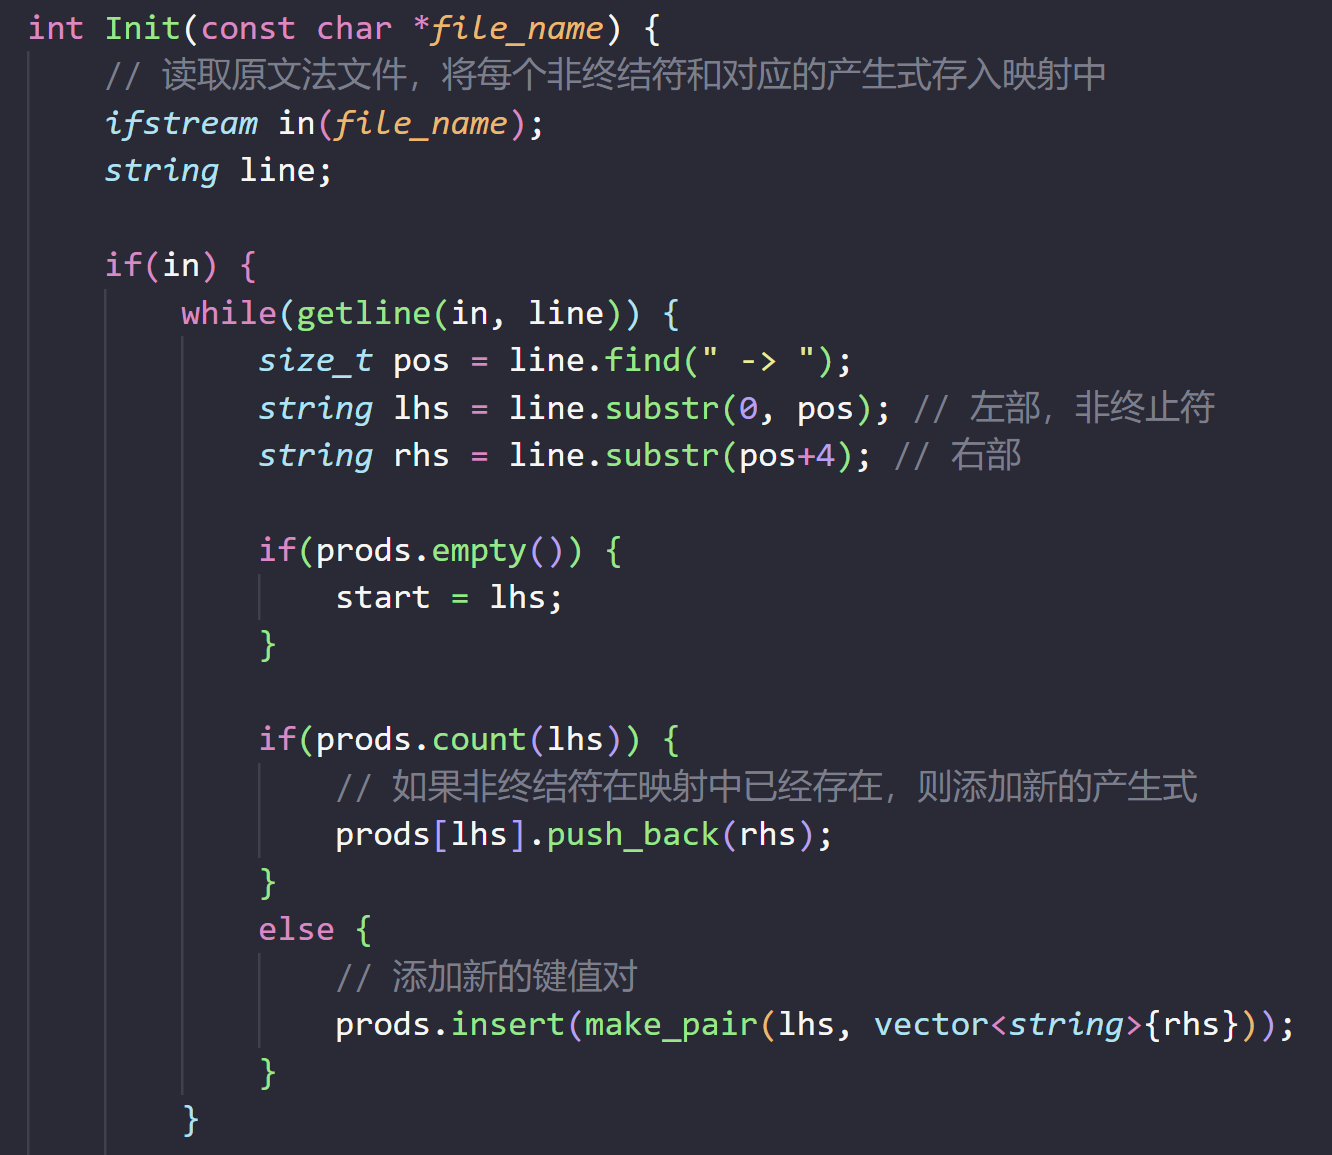 int Init(const char *file_name) {
    // 读取原文法文件，将每个非终结符和对应的产生式存入映射中
    ifstream in(file_name);
    string line;

    if(in) {
        while(getline(in, line)) {
            size_t pos = line.find(" -> ");
            string lhs = line.substr(0, pos); // 左部，非终止符
            string rhs = line.substr(pos+4); // 右部

            if(prods.empty()) {
                start = lhs;
            }

            if(prods.count(lhs)) {
                // 如果非终结符在映射中已经存在，则添加新的产生式
                prods[lhs].push_back(rhs);
            }
            else {
                // 添加新的键值对
                prods.insert(make_pair(lhs, vector<string>{rhs}));
            }
        }